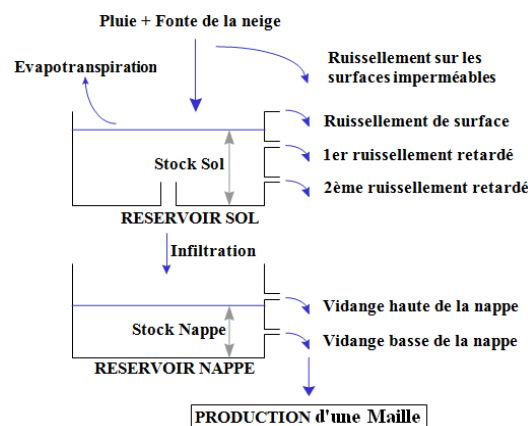 Pluie + Fonte de la neige
Evapotranspiration
Ruissellement sur les
surfaces imperméables
Ruissellement de surface
1er ruissellement retardé
Stock Sol
2ème ruissellement retardé
RESERVOIR SOL
Infiltration
Vidange haute de la nappe
Stock Nappe
Vidange basse de la nappe
RESERVOIR NAPPE
PRODUCTION d'une Maille